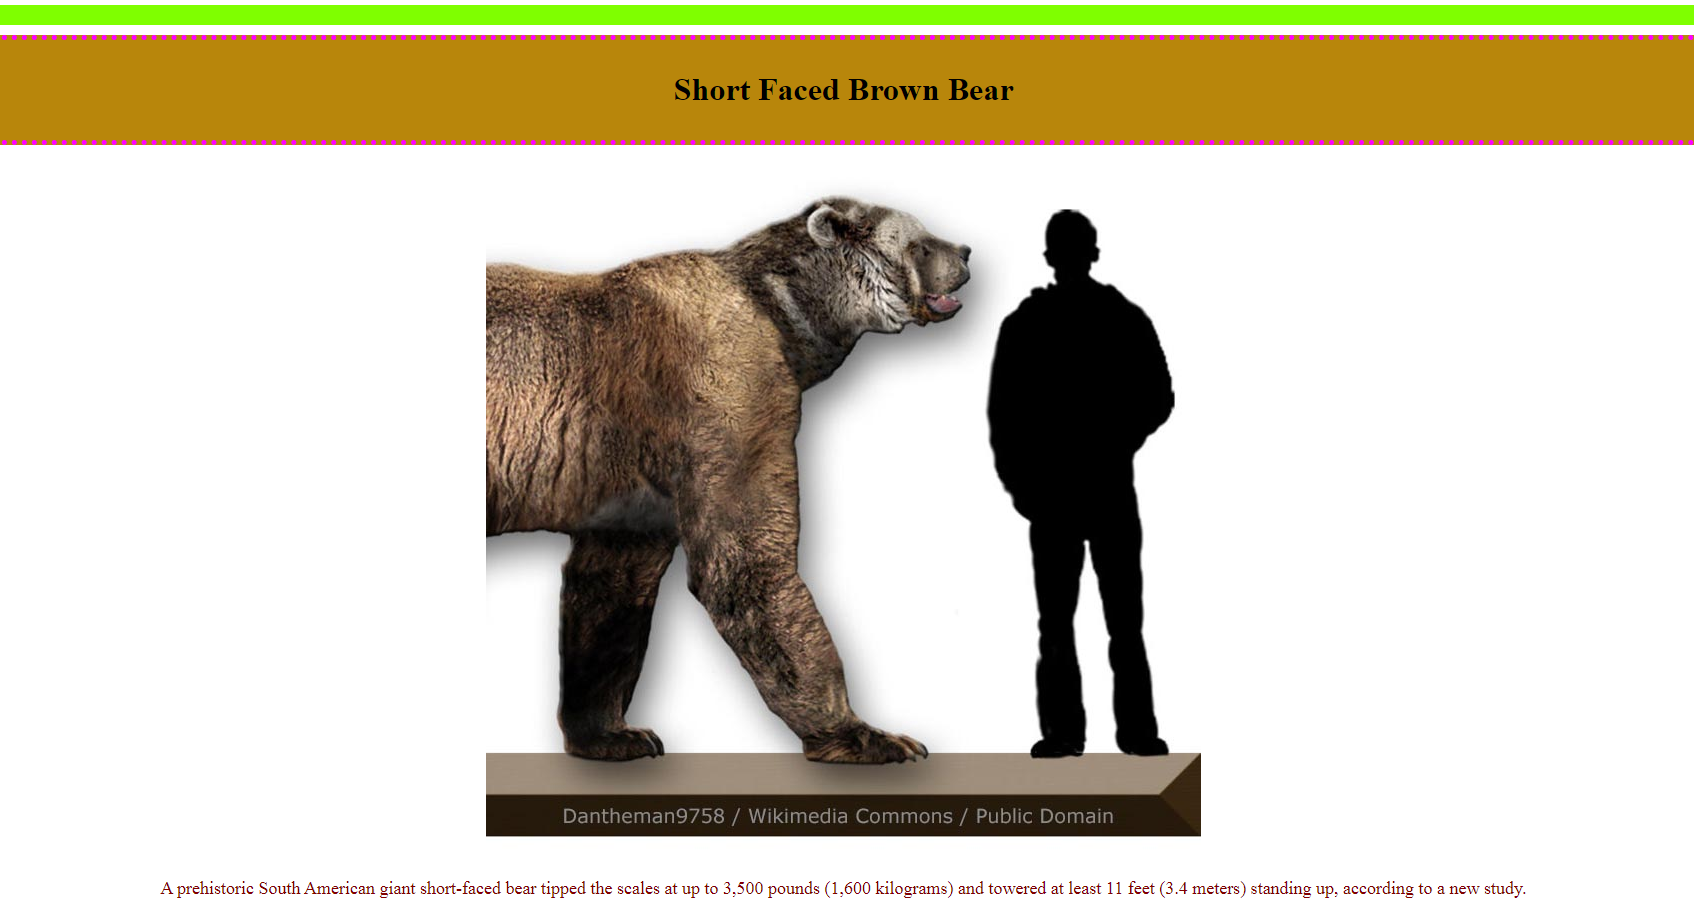 Short Faced Brown Bear
Dantheman9758 / Wikimedia Commons / Public Domain
A prehistoric South American giant short-faced bear tipped the scales at up to 3,500 pounds (1,600 kilograms) and towered at least 11 feet (3.4 meters) standing up, according to a new study.